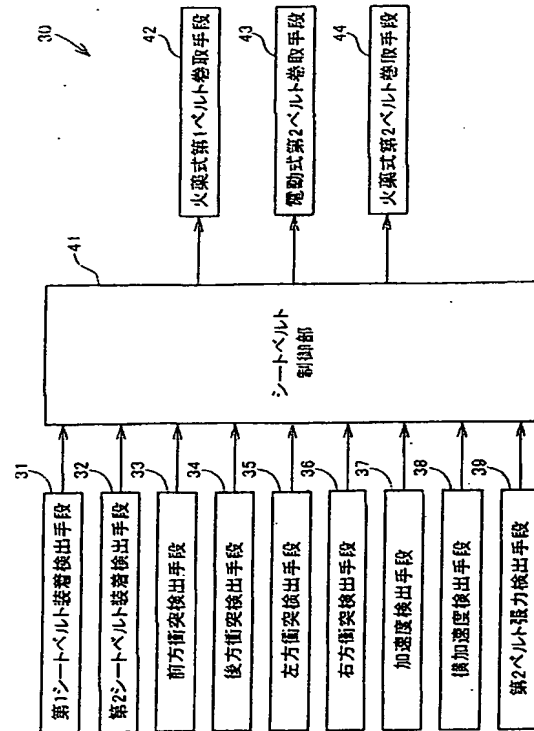 30
31
第1シートベルト装着検出手段
32
第2シートベルト装着検出手段
33
前方衝突検出手段
34
後方衝突検出手段
35
左方衝突検出手段
36
右方衝突検出手段
37
加速度検出手段
38
横加速度検出手段
39
第2ベルト張力検出手段
41
シートベルト
制御部
42
火薬式第1ベルト巻取手段
43
電動式第2ベルト巻取手段
44
火薬式第2ベルト巻取手段